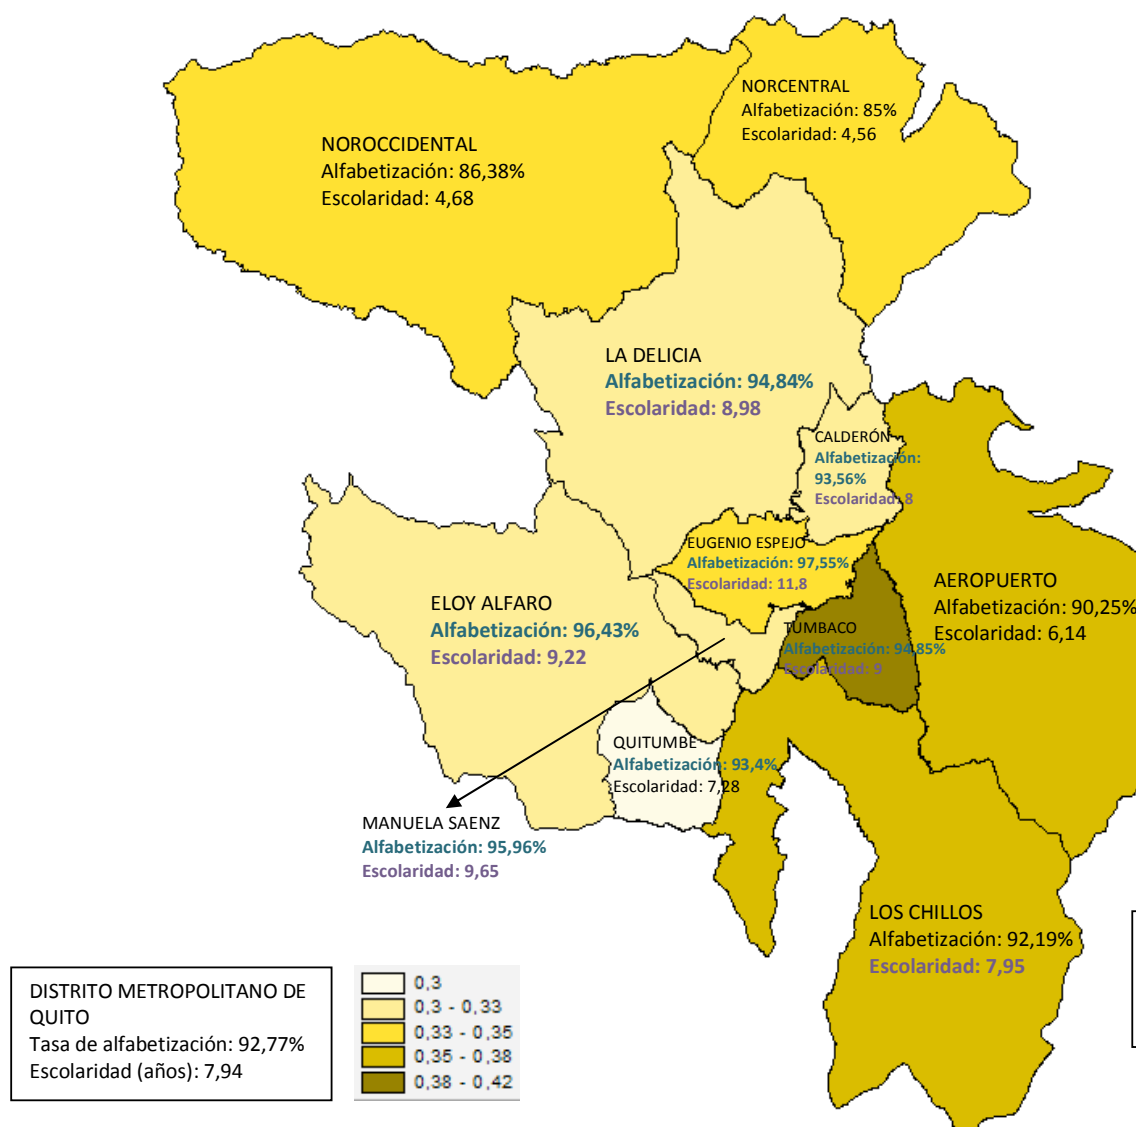 NORCENTRAL
Alfabetización: 85%
Escolaridad: 4,56
NOROCCIDENTAL
Alfabetización: 86,38%
Escolaridad: 4,68
LA DELICIA
Alfabetización: 94,84%
Escolaridad: 8,98
CALDERÓN
Alfabetización:
93,56%
Escolaridad: 8
EUGENIO ESPEJO
Alfabetización: 97,55%
Escolaridad: 11,8
AEROPUERTO
Alfabetización: 90,25%
Escolaridad: 6,14
ELOY ALFARO
Alfabetización: 96,43%
Escolaridad: 9,22
TUMBACO
Alfabetización: 94,85%
Escolaridad: 9
QUITUMBE
Alfabetización: 93,4%
Escolaridad: 7,28
MANUELA SAENZ
Alfabetización: 95,96%
Escolaridad: 9,65
LOS CHILLOS
Alfabetización: 92,19%
Escolaridad: 7,95
DISTRITO METROPOLITANO DE
QUITO
Tasa de alfabetización: 92,77%
Escolaridad (años): 7,94
0,3
0,3 - 0,33
0,33 - 0,35
0,35 - 0,38
0,38 - 0,42